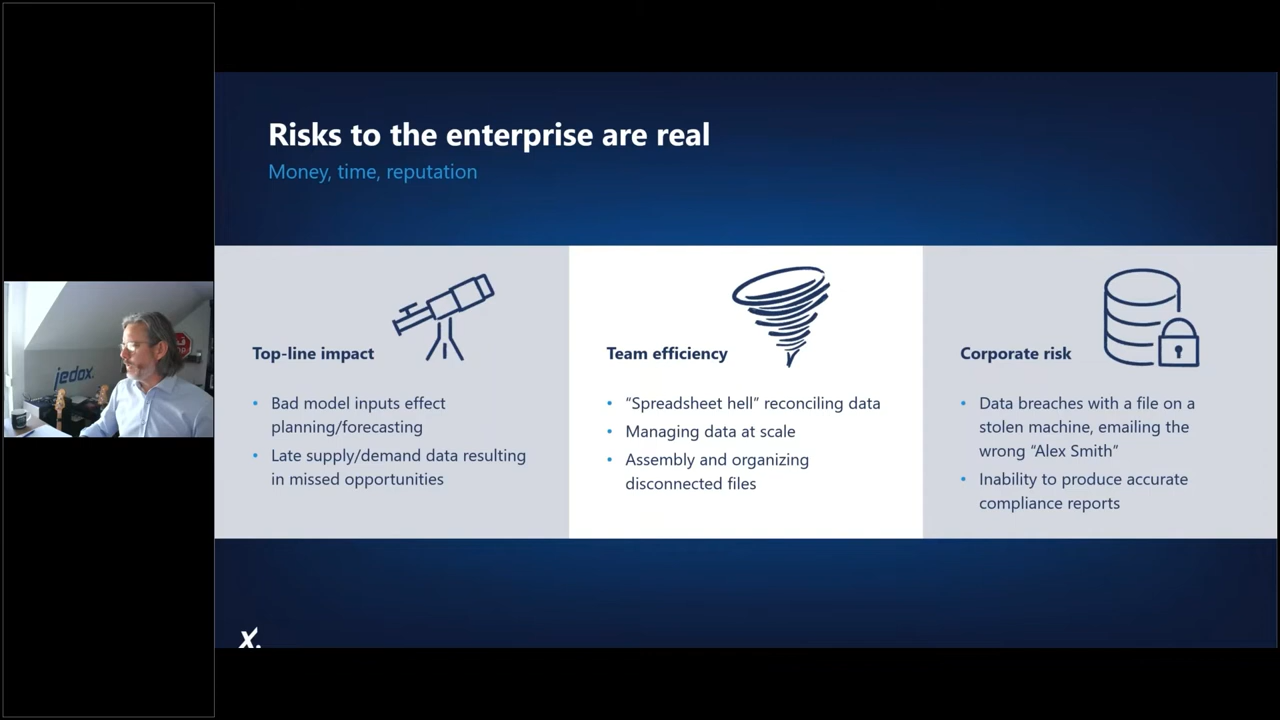 Risks to the enterprise are real
Money, time, reputation
Top-line impact
• Bad model inputs effect
planning/forecasting
• Late supply/demand data resulting
in missed opportunities
Team efficiency
• “Spreadsheet hell” reconciling data
• Managing data at scale
• Assembly and organizing
disconnected files
Corporate risk
• Data breaches with a file on a
stolen machine, emailing the
wrong “Alex Smith”
• Inability to produce accurate
compliance reports
jedox.
X.